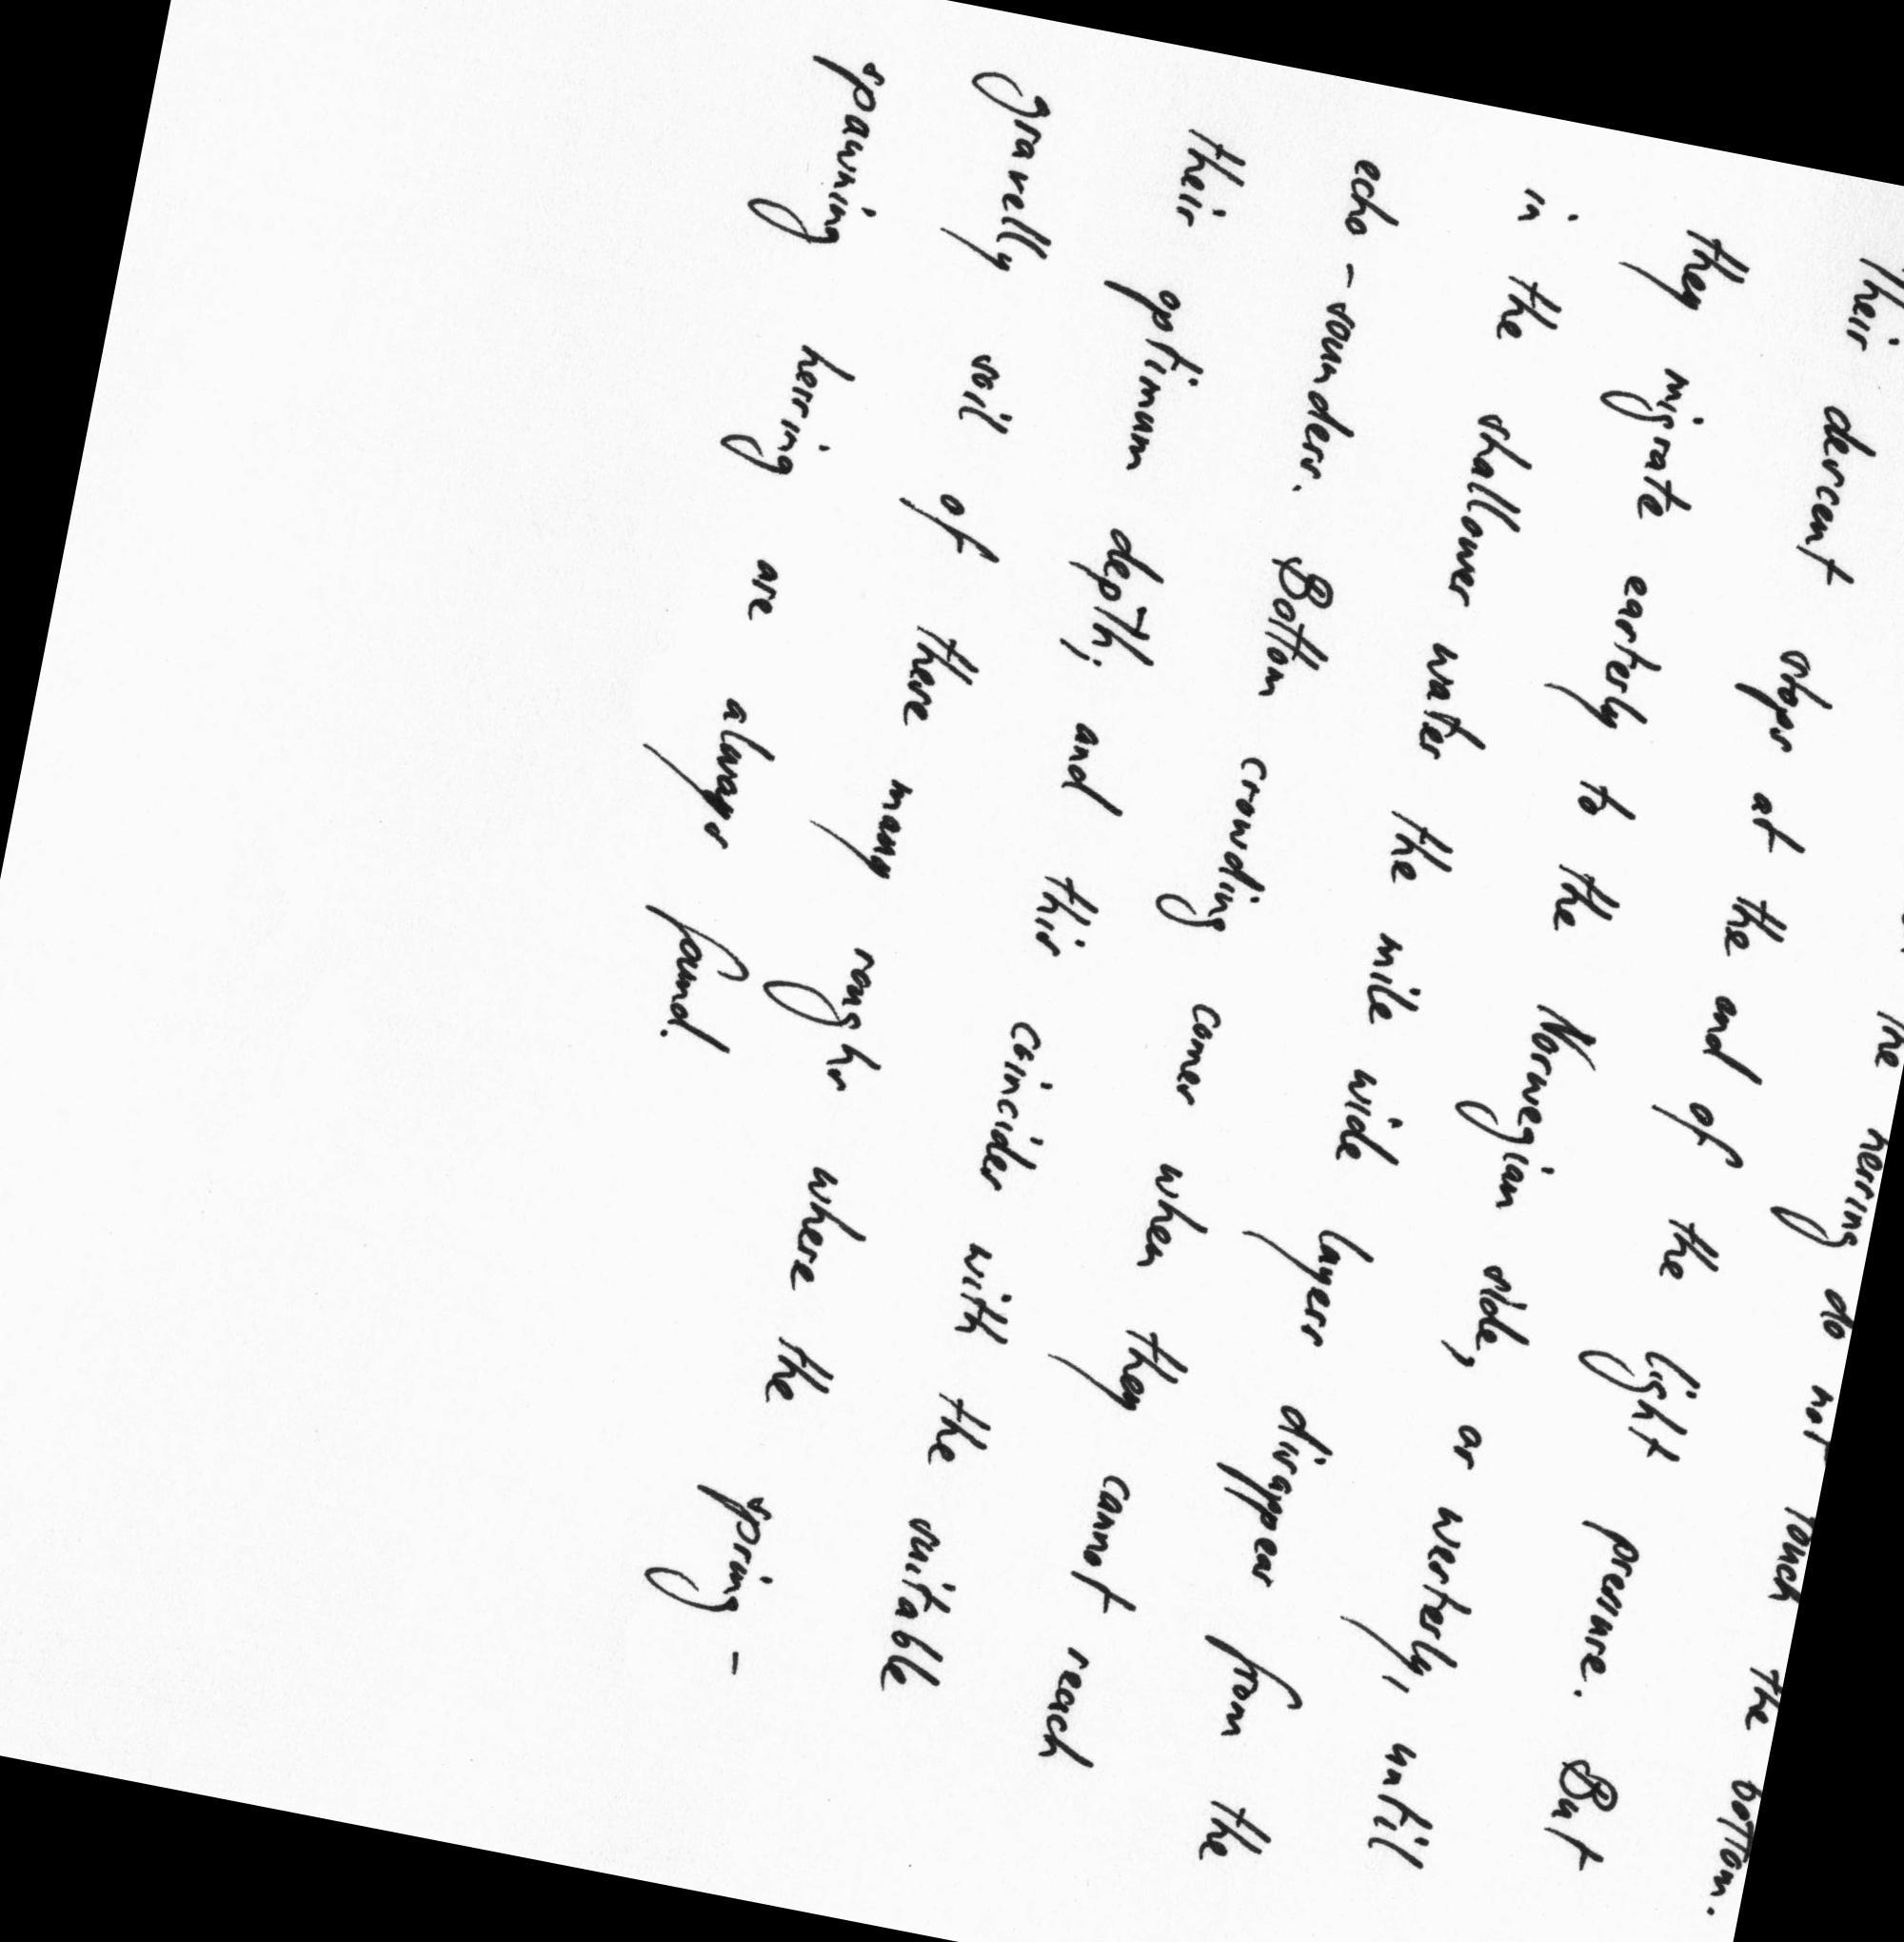 the herring do not touch the bottom.
Their descent stops at the end of the light pressure. But
they migrate easterly to the Norwegian side, or westerly, until
in the shallower water the mile wide layers disappear from the
echo-sounders. Bottom crowding comes when they cannot reach
their optimum depth; and this coincides with the suitable
gravelly soil of these many roughs where the spring-
spawning herring are always found.